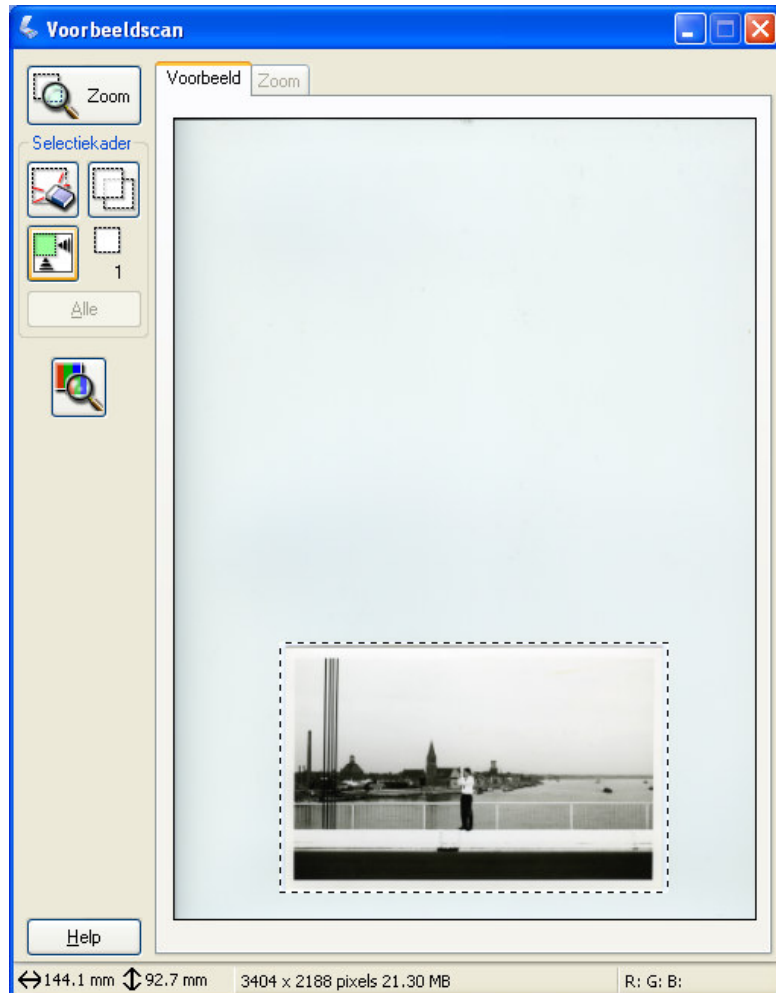 Voorbeeldscan
Zoom
Voorbeeld Zoom
Selectiekader
1
Alle
Help
144.1 mm 92.7 mm 3404 x 2188 pixels 21.30 MB R: G: B: